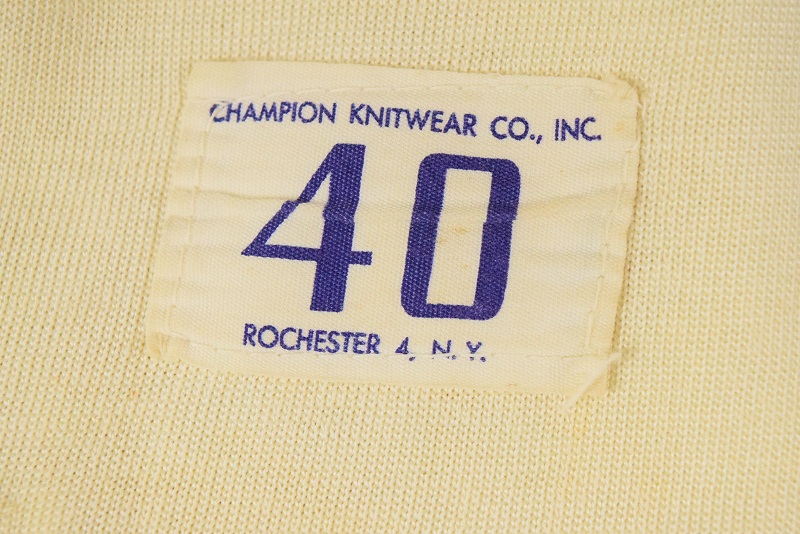 CHAMPION KNITWEAR CO., INC.
40
ROCHESTER 4, N.Y.